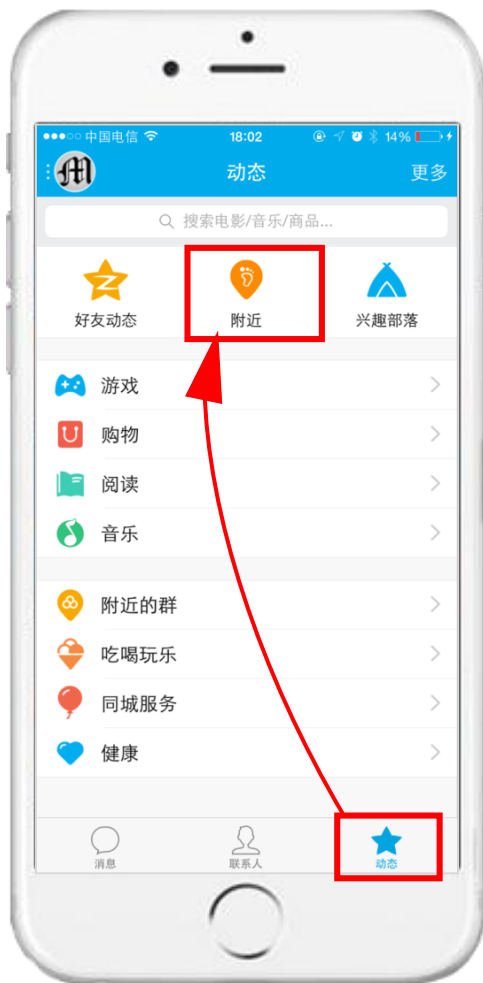 中国电信 18:02 14%
M 动态 更多
搜索电影/音乐/商品...
好友动态 附近 兴趣部落
游戏
购物
阅读
音乐
附近的群
吃喝玩乐
同城服务
健康
消息 联系人 动态